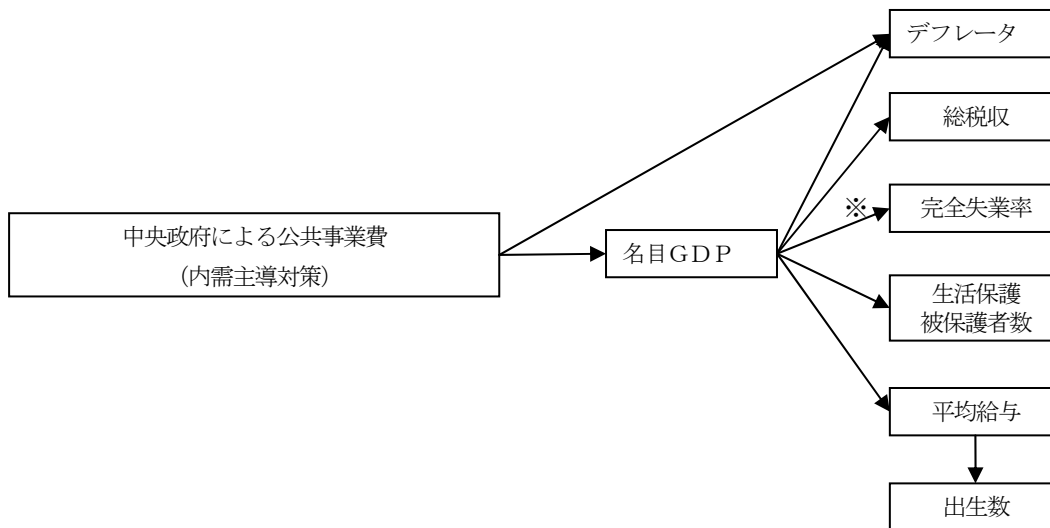 デフレータ
総税収
※
完全失業率
中央政府による公共事業費
（内需主導対策）
名目ＧＤＰ
生活保護
被保護者数
平均給与
出生数